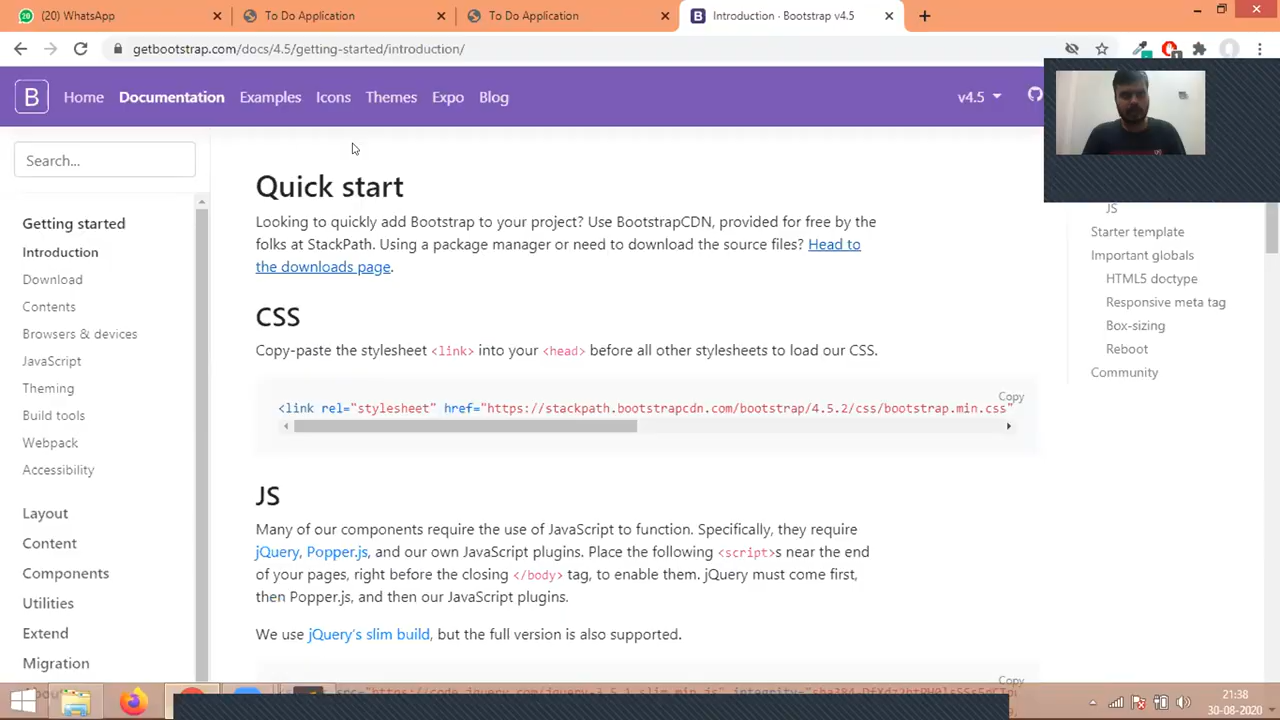 (20) WhatsApp
To Do Application
To Do Application
Introduction · Bootstrap v4.5
getbootstrap.com/docs/4.5/getting-started/introduction/
B Home Documentation Examples Icons Themes Expo Blog v4.5
Search...
Getting started
Introduction
Download
Contents
Browsers & devices
JavaScript
Theming
Build tools
Webpack
Accessibility
Layout
Content
Components
Utilities
Extend
Migration
Quick start
Looking to quickly add Bootstrap to your project? Use BootstrapCDN, provided for free by the
folks at StackPath. Using a package manager or need to download the source files? Head to
the downloads page.
CSS
Copy-paste the stylesheet <link> into your <head> before all other stylesheets to load our CSS.
Copy
<link rel="stylesheet" href="https://stackpath.bootstrapcdn.com/bootstrap/4.5.2/css/bootstrap.min.css"
JS
Many of our components require the use of JavaScript to function. Specifically, they require
jQuery, Popper.js, and our own JavaScript plugins. Place the following <script>s near the end
of your pages, right before the closing </body> tag, to enable them. jQuery must come first,
then Popper.js, and then our JavaScript plugins.
We use jQuery's slim build, but the full version is also supported.
Copy
JS
Starter template
Important globals
HTML5 doctype
Responsive meta tag
Box-sizing
Reboot
Community
21:38
30-08-2020